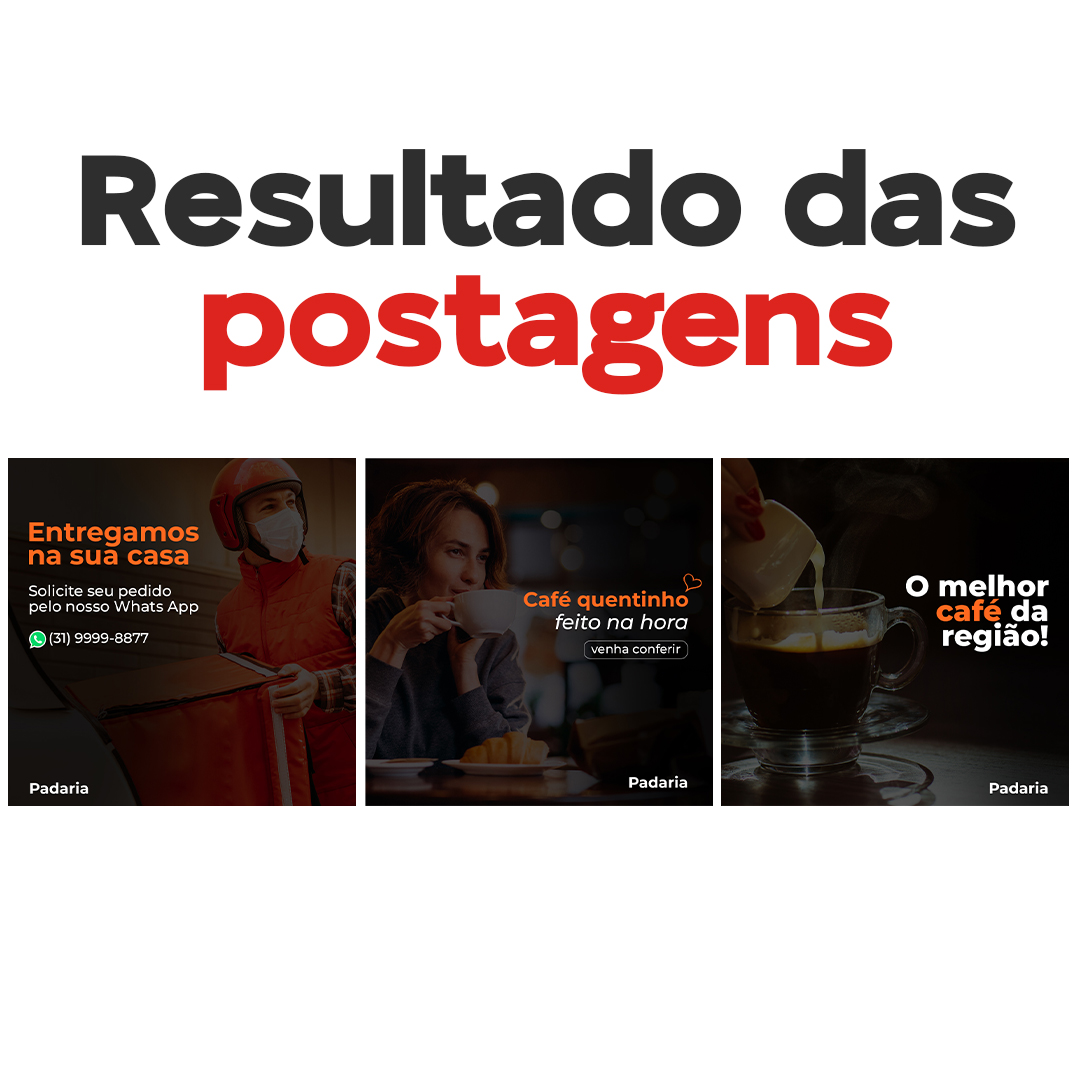 Resultado das
postagens
Entregamos
na sua casa
Solicite seu pedido
pelo nosso Whats App
(31) 9999-8877
Padaria
Café quentinho
feito na hora
venha conferir
Padaria
O melhor
café da
região!
Padaria